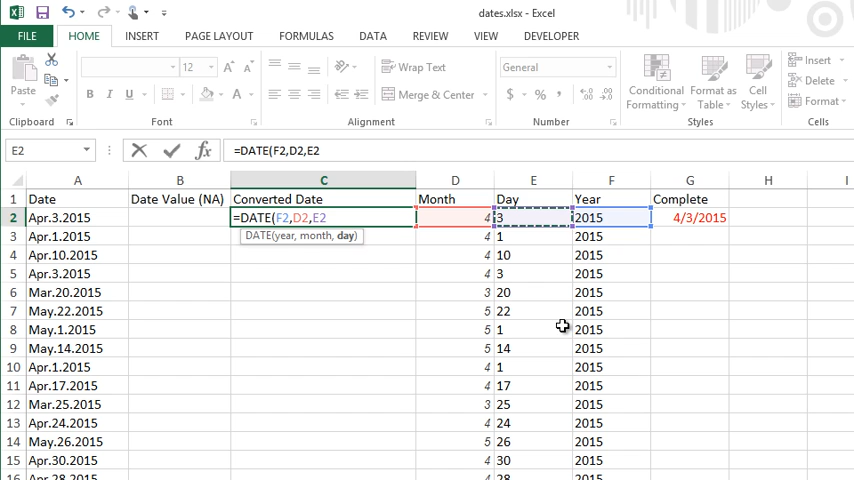 dates.xlsx - Excel
FILE HOME INSERT PAGE LAYOUT FORMULAS DATA REVIEW VIEW DEVELOPER
Paste
12 A A
B I U A
Wrap Text
Merge & Center
General
$ % , .0 .00 .00 .0
Conditional Formatting
Format as Table
Cell Styles
Insert
Delete
Format
Clipboard Font Alignment Number Styles Cells
E2 fx =DATE(F2,D2,E2
A B C D E F G H I
1 Date Date Value (NA) Converted Date Month Day Year Complete
2 Apr.3.2015 =DATE(F2,D2,E2 4 3 2015 4/3/2015
DATE(year, month, day)
3 Apr.1.2015 4 1 2015
4 Apr.10.2015 4 10 2015
5 Apr.3.2015 4 3 2015
6 Mar.20.2015 3 20 2015
7 May.22.2015 5 22 2015
8 May.1.2015 5 1 2015
9 May.14.2015 5 14 2015
10 Apr.1.2015 4 1 2015
11 Apr.17.2015 4 17 2015
12 Mar.25.2015 3 25 2015
13 Apr.24.2015 4 24 2015
14 May.26.2015 5 26 2015
15 Apr.30.2015 4 30 2015
16 Apr.28.2015 4 28 2015